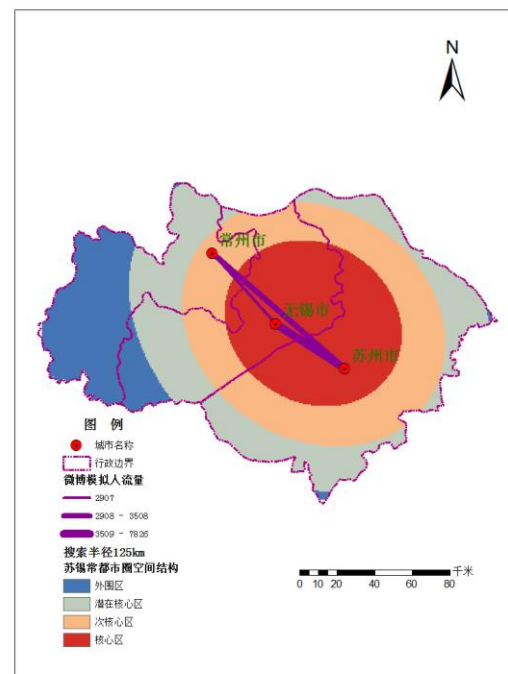 N
常州市
无锡市
苏州市
图 例
城市名称
行政边界
微博模拟人流量
2907
2908 - 3508
3509 - 7826
搜索半径125km
苏锡常都市圈空间结构
外围区
潜在核心区
次核心区
核心区
千米
0 5 10 20 40 60 80